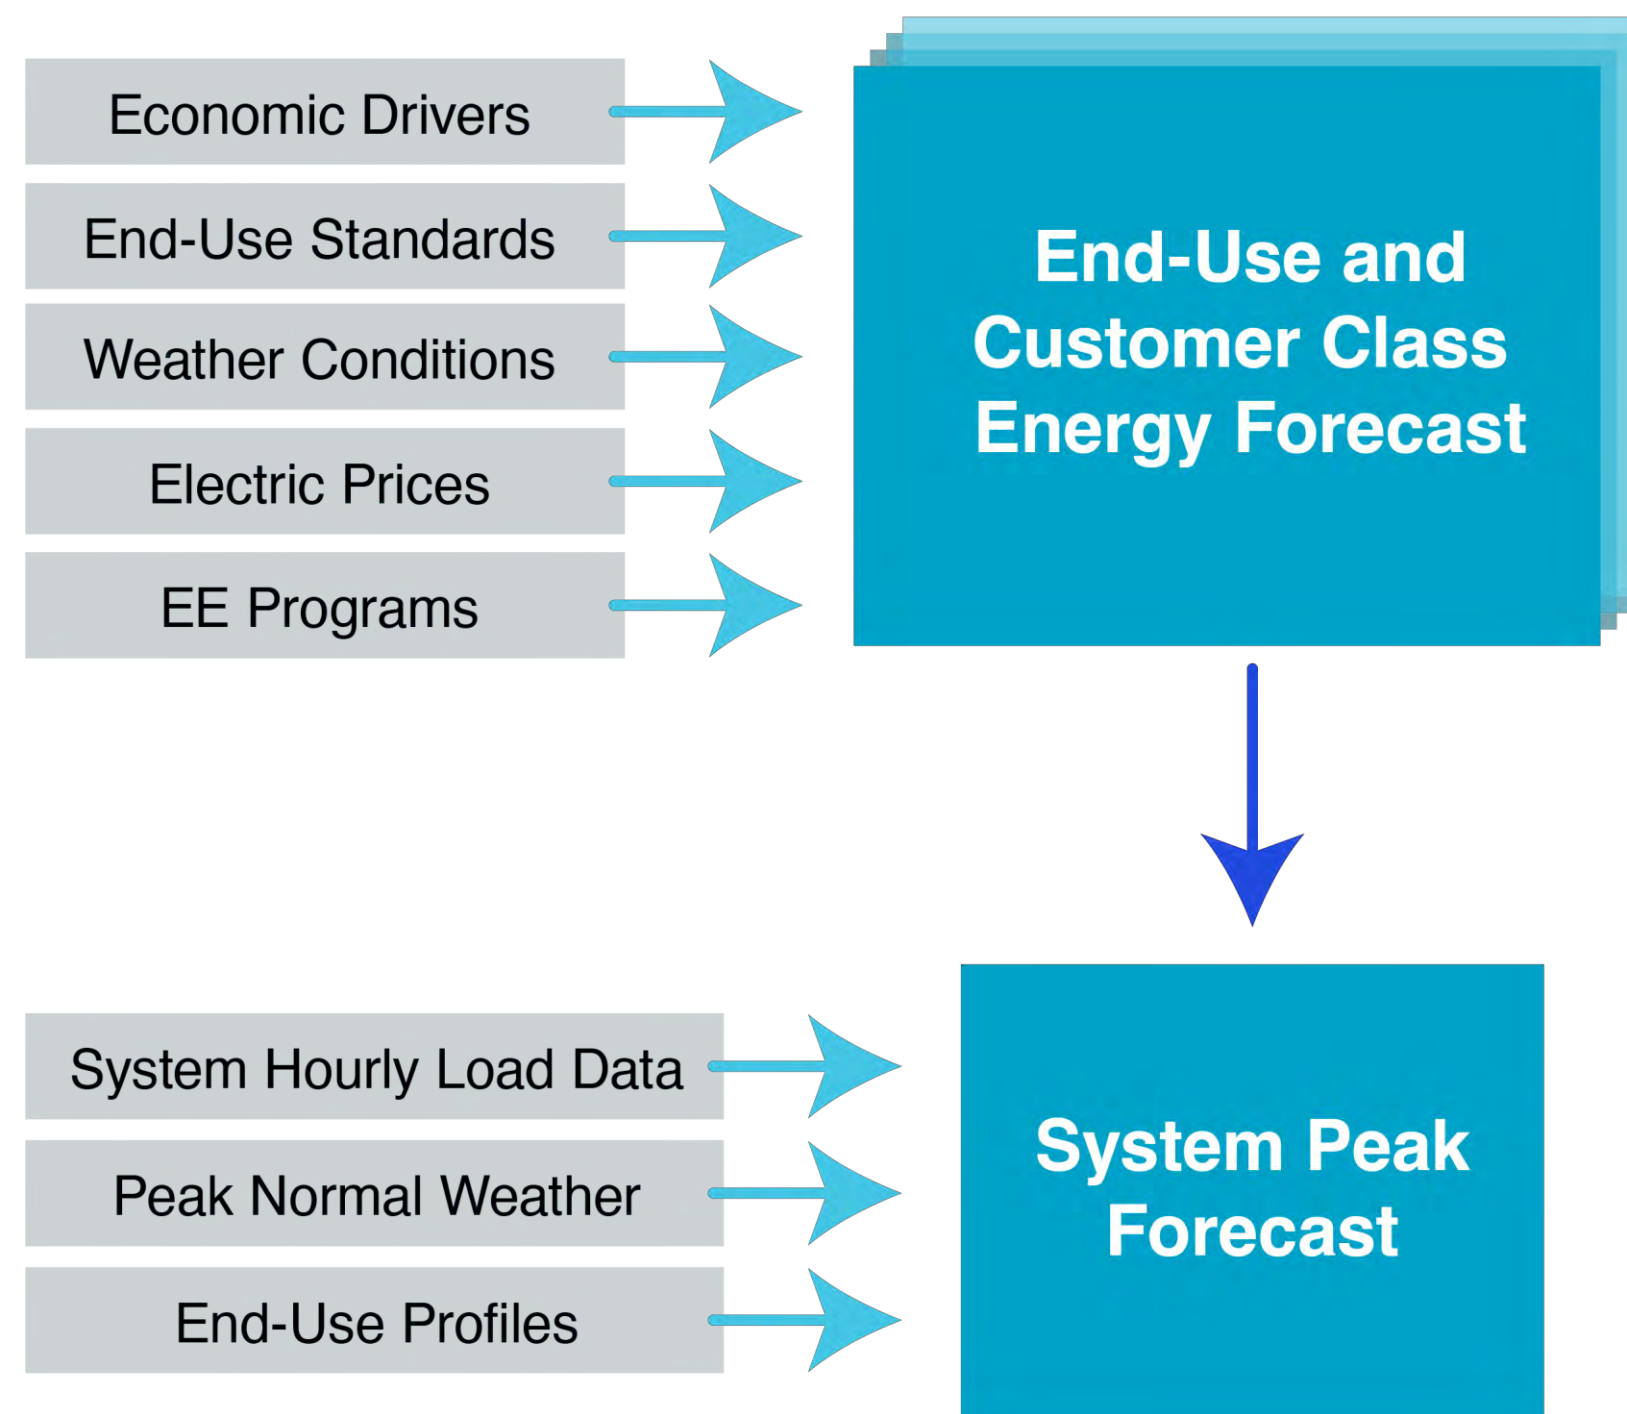 Economic Drivers
End-Use Standards
Weather Conditions
Electric Prices
EE Programs
End-Use and
Customer Class
Energy Forecast
System Hourly Load Data
Peak Normal Weather
End-Use Profiles
System Peak
Forecast